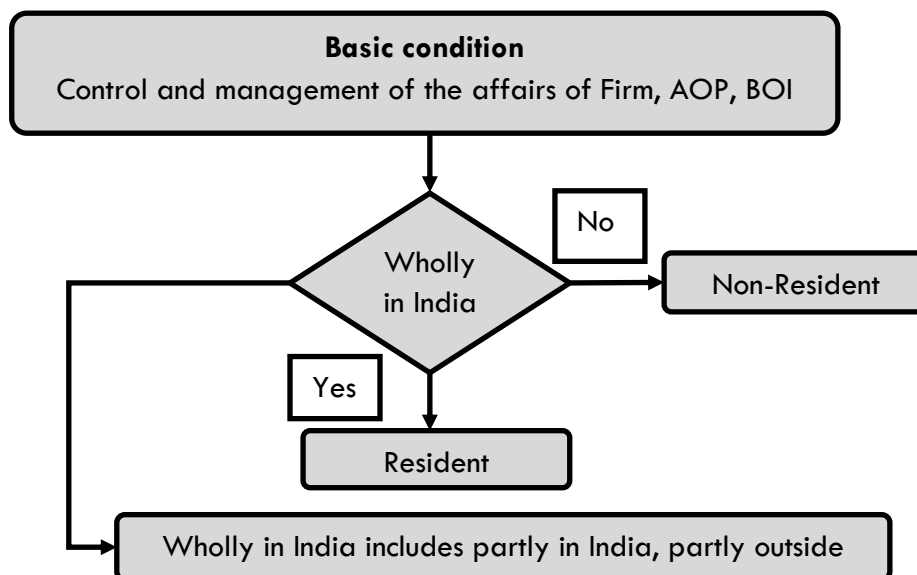 Basic condition
Control and management of the affairs of Firm, AOP, BOI
No
Wholly
in India
Non-Resident
Yes
Resident
Wholly in India includes partly in India, partly outside